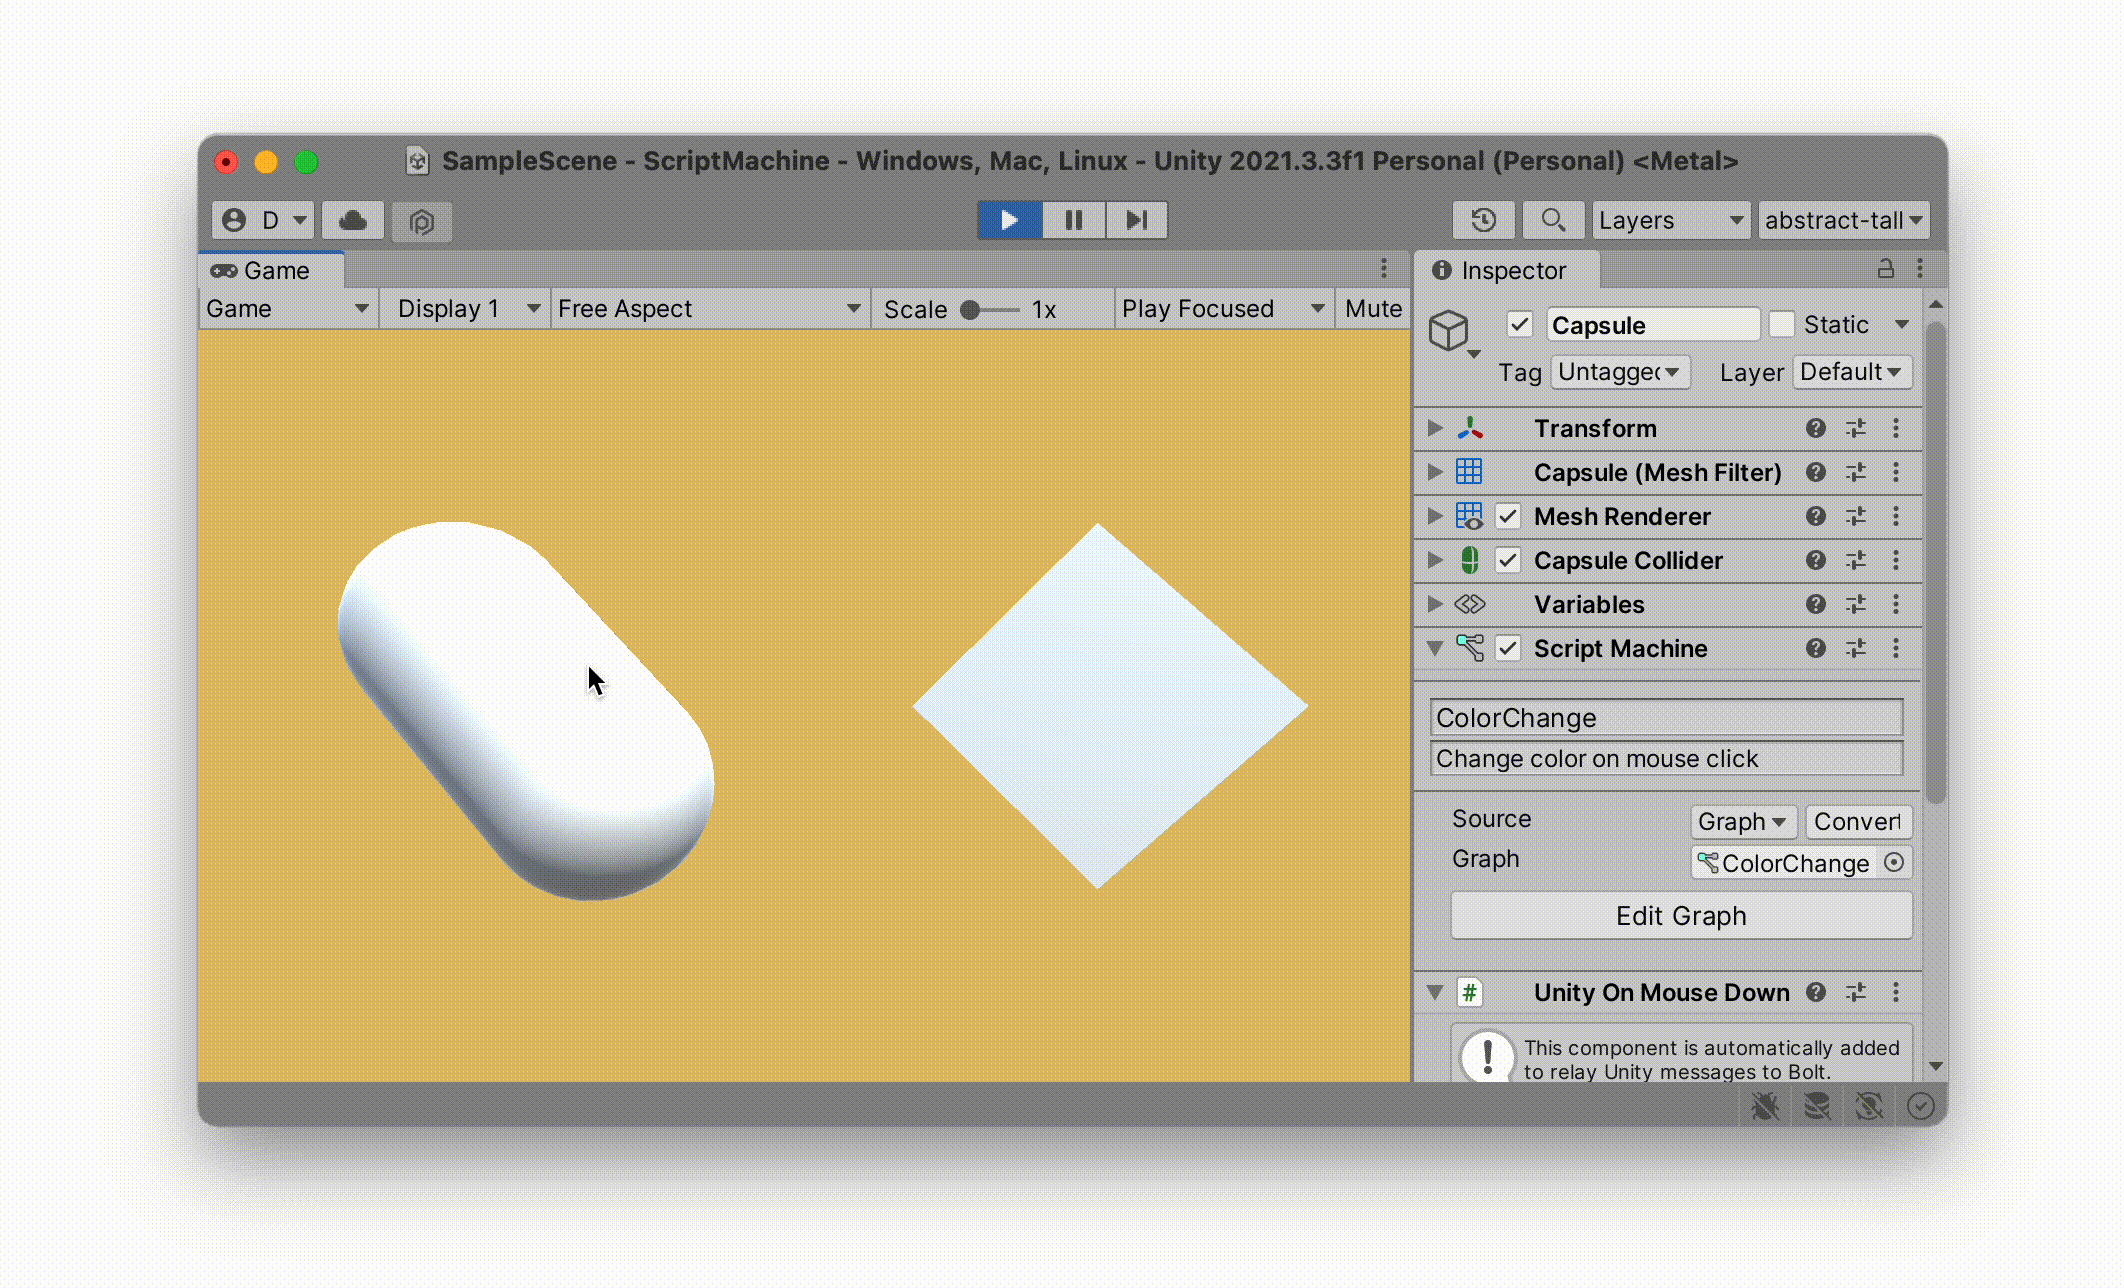 SampleScene - ScriptMachine - Windows, Mac, Linux - Unity 2021.3.3f1 Personal (Personal) <Metal>
D Layers abstract-tall
Game
Game Display 1 Free Aspect Scale 1x Play Focused Mute
Inspector
Capsule Static
Tag Untagged Layer Default
Transform
Capsule (Mesh Filter)
Mesh Renderer
Capsule Collider
Variables
Script Machine
ColorChange
Change color on mouse click
Source Graph Convert
Graph ColorChange
Edit Graph
# Unity On Mouse Down
! This component is automatically added
to relay Unity messages to Bolt.